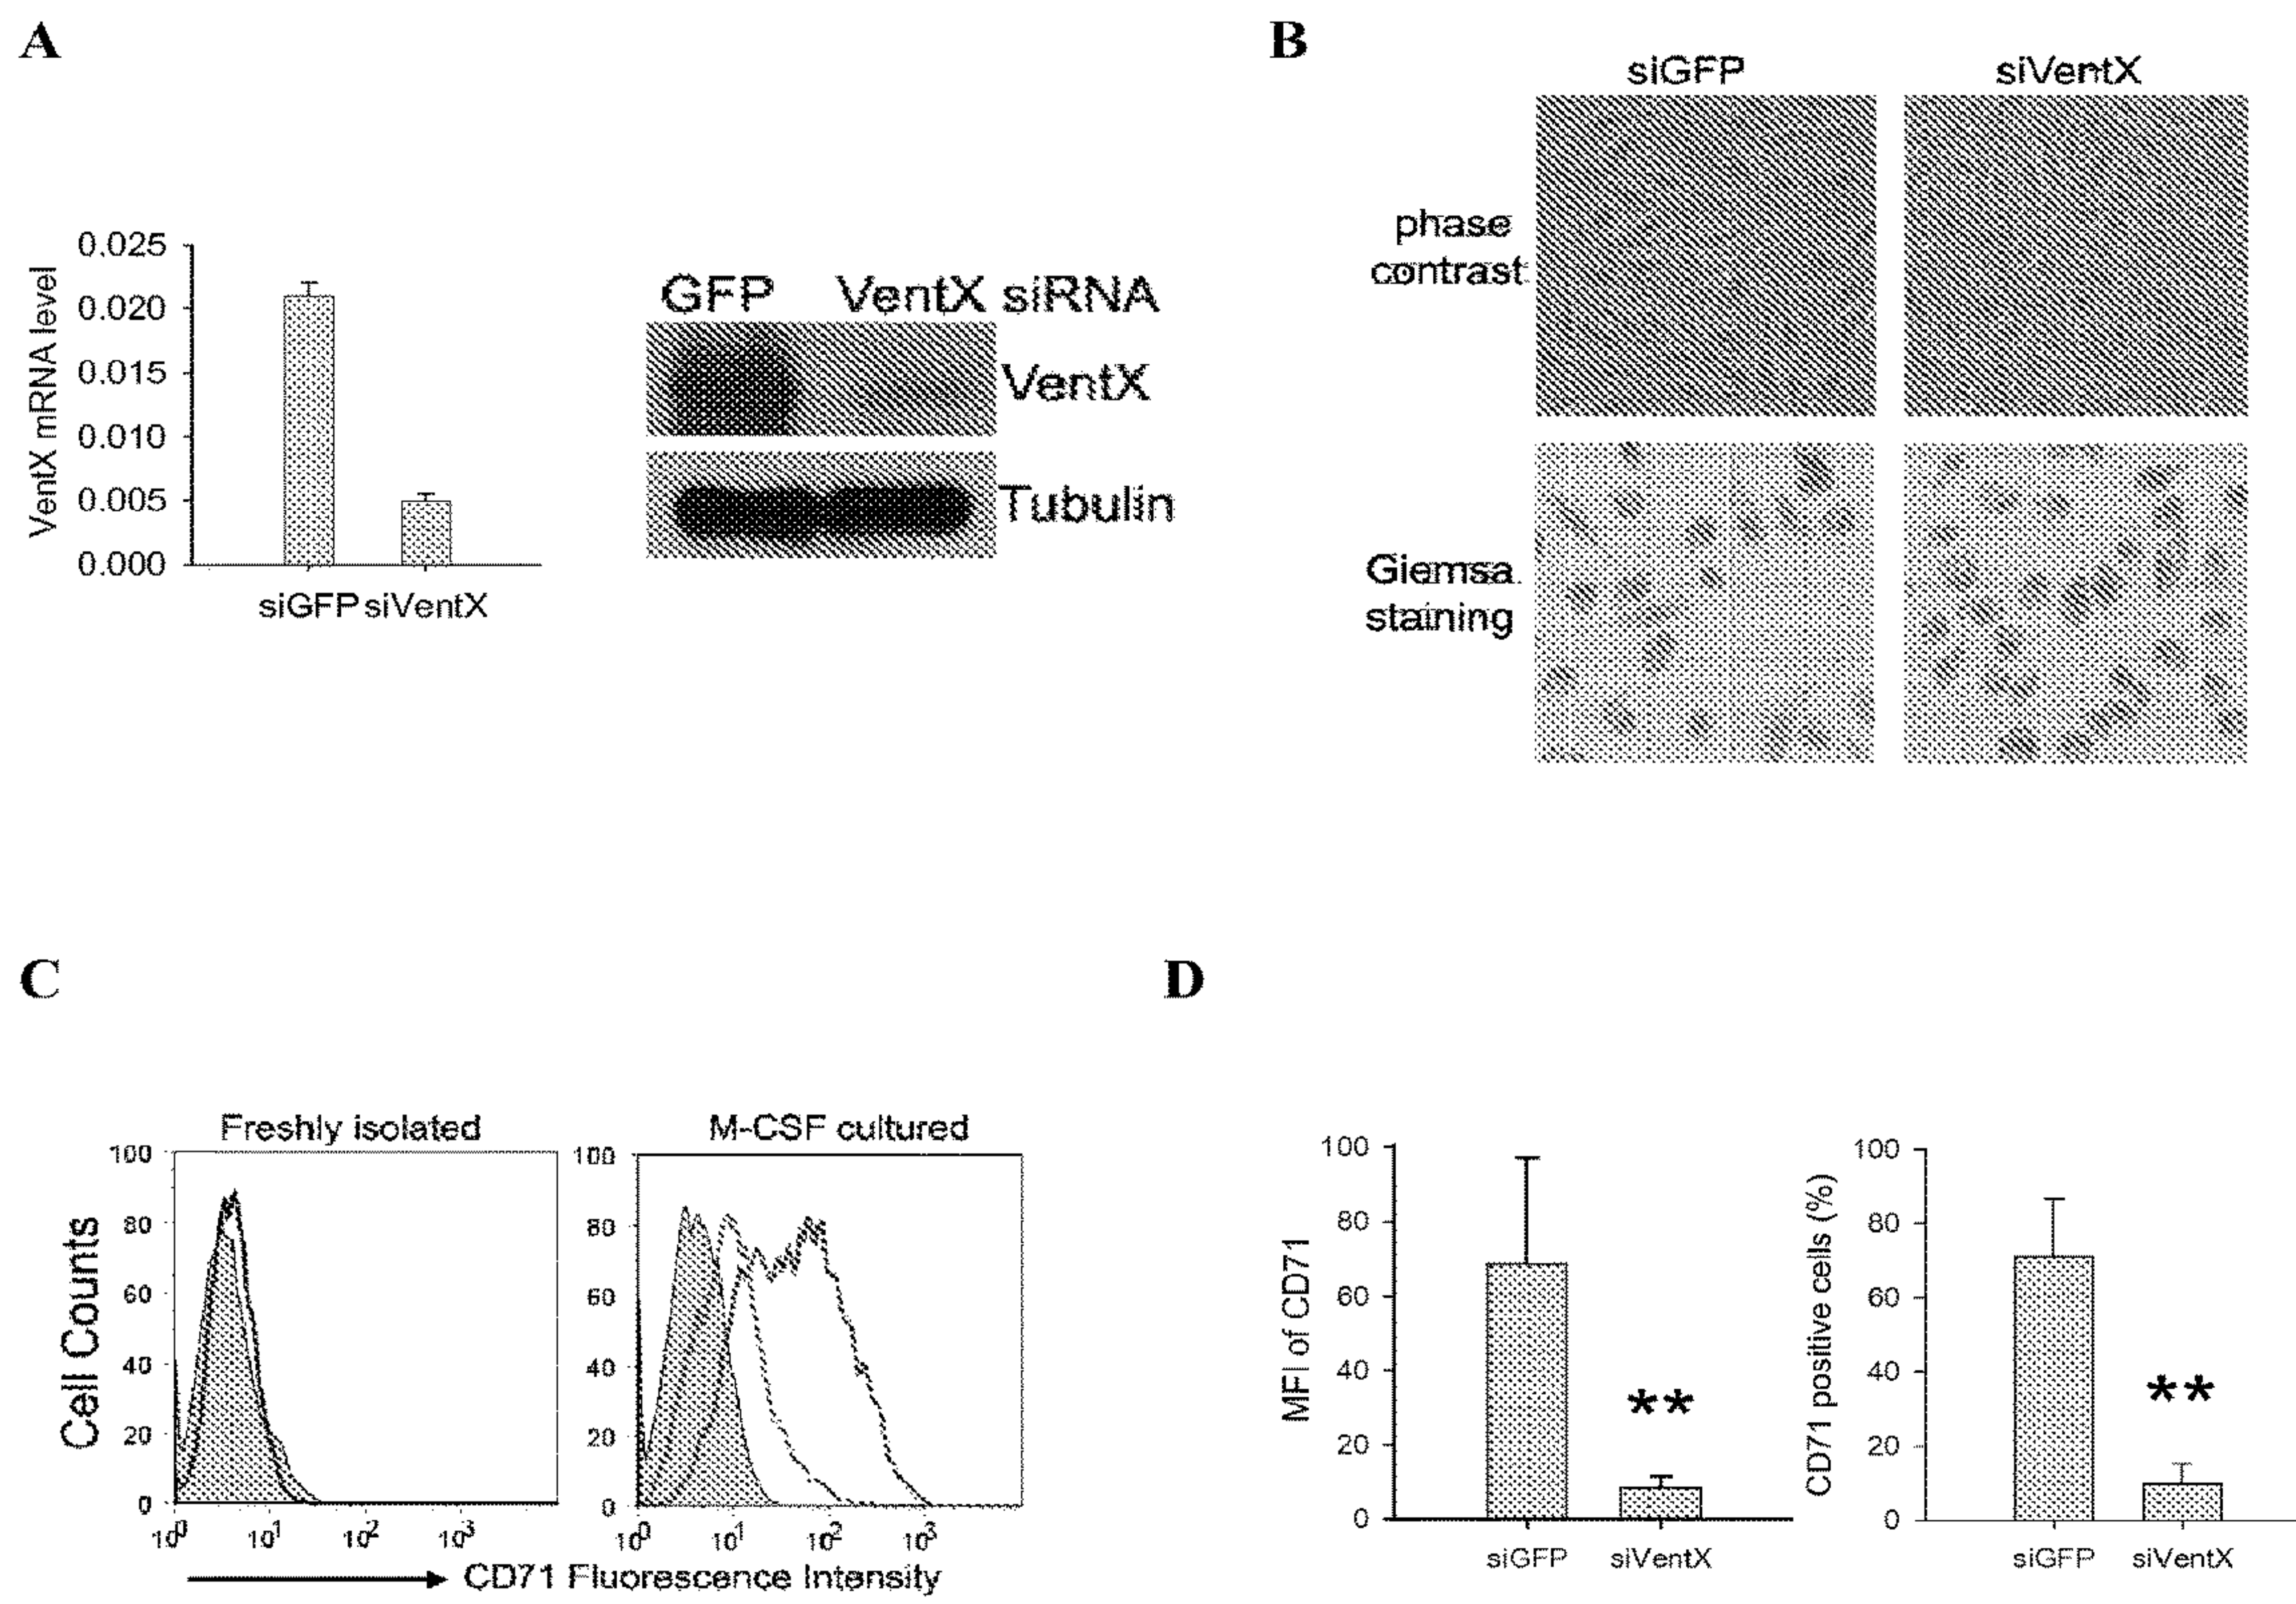 A
VentX mRNA level
0.025
0.020
0.015
0.010
0.005
0.000
siGFP siVentX
GFP VentX siRNA
VentX
Tubulin
B
siGFP siVentX
phase
contrast
Giemsa
staining
C
Freshly isolated
Cell Counts
100
80
60
40
20
0
10⁰ 10¹ 10² 10³
M-CSF cultured
100
80
60
40
20
0
10⁰ 10¹ 10² 10³
CD71 Fluorescence Intensity
D
MFI of CD71
100
80
60
40
20
0
**
siGFP siVentX
CD71 positive cells (%)
100
80
60
40
20
0
**
siGFP siVentX